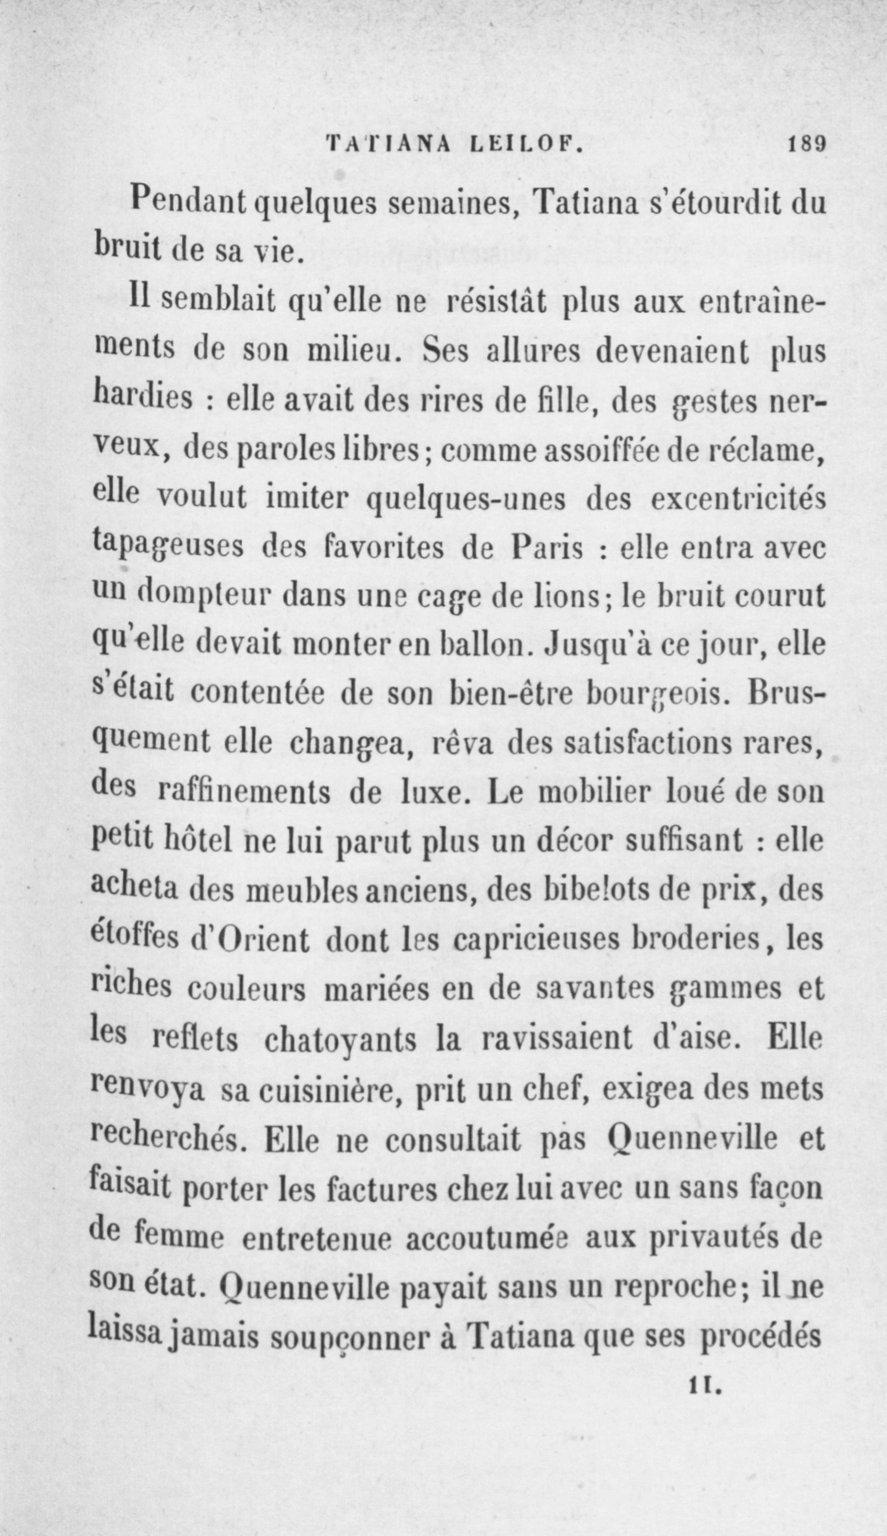 TATIANA LEILOF. 189
Pendant quelques semaines, Tatiana s'étourdit du
bruit de sa vie.
Il semblait qu'elle ne résistât plus aux entraîne-
ments de son milieu. Ses allures devenaient plus
hardies : elle avait des rires de fille, des gestes ner-
veux, des paroles libres; comme assoiffée de réclame,
elle voulut imiter quelques-unes des excentricités
tapageuses des favorites de Paris : elle entra avec
un dompteur dans une cage de lions; le bruit courut
qu'elle devait monter en ballon. Jusqu'à ce jour, elle
s'était contentée de son bien-être bourgeois. Brus-
quement elle changea, rêva des satisfactions rares,
des raffinements de luxe. Le mobilier loué de son
petit hôtel ne lui parut plus un décor suffisant : elle
acheta des meubles anciens, des bibelots de prix, des
étoffes d'Orient dont les capricieuses broderies, les
riches couleurs mariées en de savantes gammes et
les reflets chatoyants la ravissaient d'aise. Elle
renvoya sa cuisinière, prit un chef, exigea des mets
recherchés. Elle ne consultait pas Quenneville et
faisait porter les factures chez lui avec un sans façon
de femme entretenue accoutumée aux privautés de
son état. Quenneville payait sans un reproche; il ne
laissa jamais soupçonner à Tatiana que ses procédés
11.